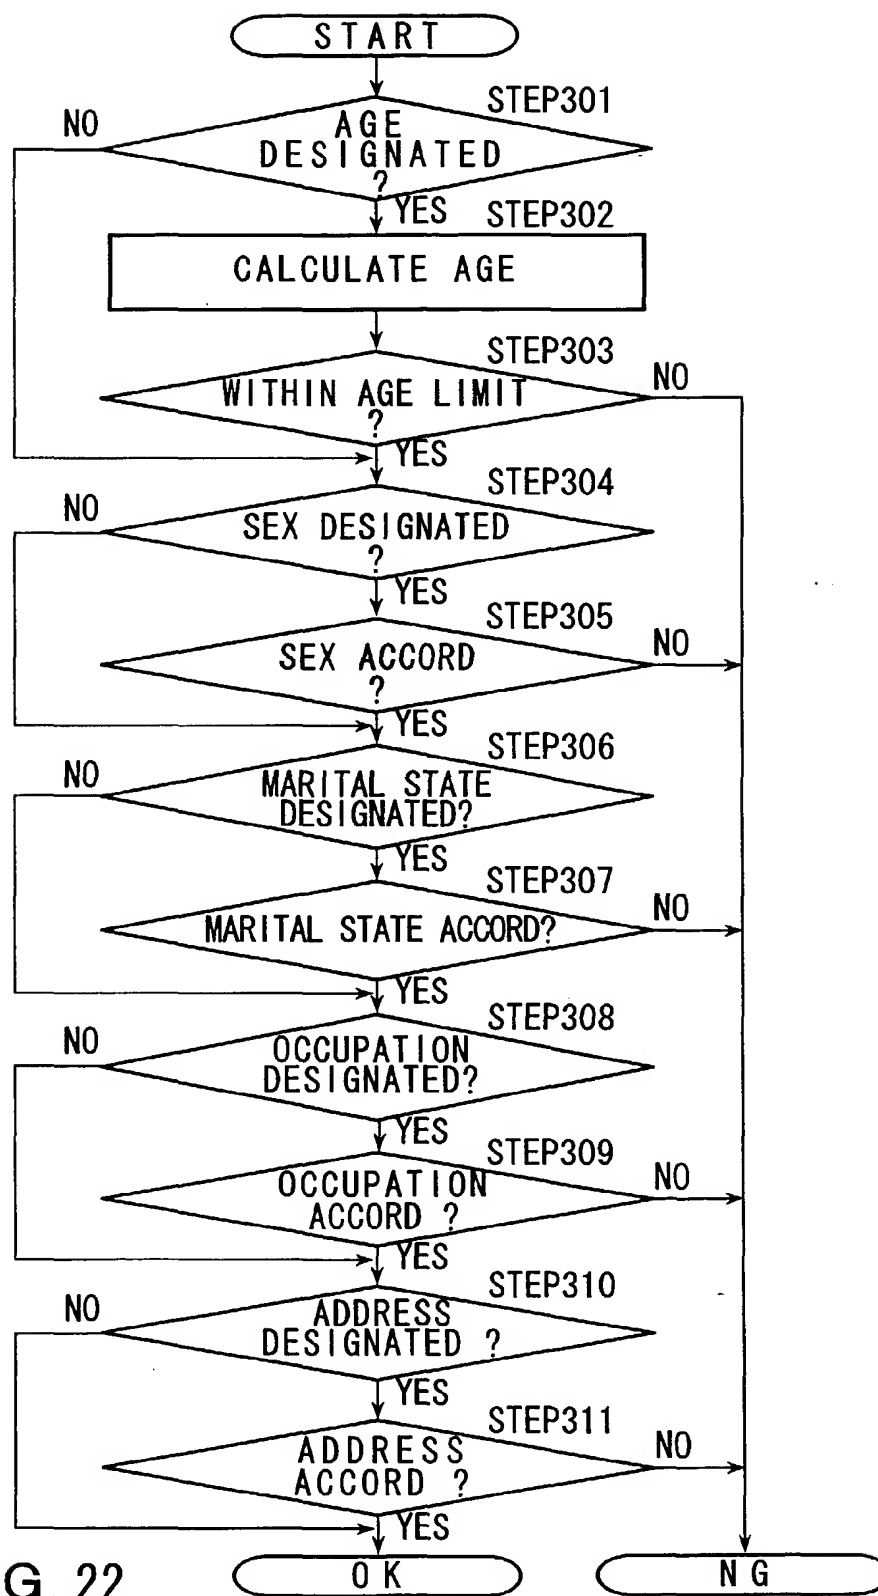 START
STEP301
NO
AGE
DESIGNATED
?
YES
STEP302
CALCULATE AGE
STEP303
NO
WITHIN AGE LIMIT
?
YES
STEP304
NO
SEX DESIGNATED
?
YES
STEP305
NO
SEX ACCORD
?
YES
STEP306
NO
MARITAL STATE
DESIGNATED?
YES
STEP307
NO
MARITAL STATE ACCORD?
YES
STEP308
NO
OCCUPATION
DESIGNATED?
YES
STEP309
NO
OCCUPATION
ACCORD ?
YES
STEP310
NO
ADDRESS
DESIGNATED ?
YES
STEP311
NO
ADDRESS
ACCORD ?
YES
G. 22
OK
NG